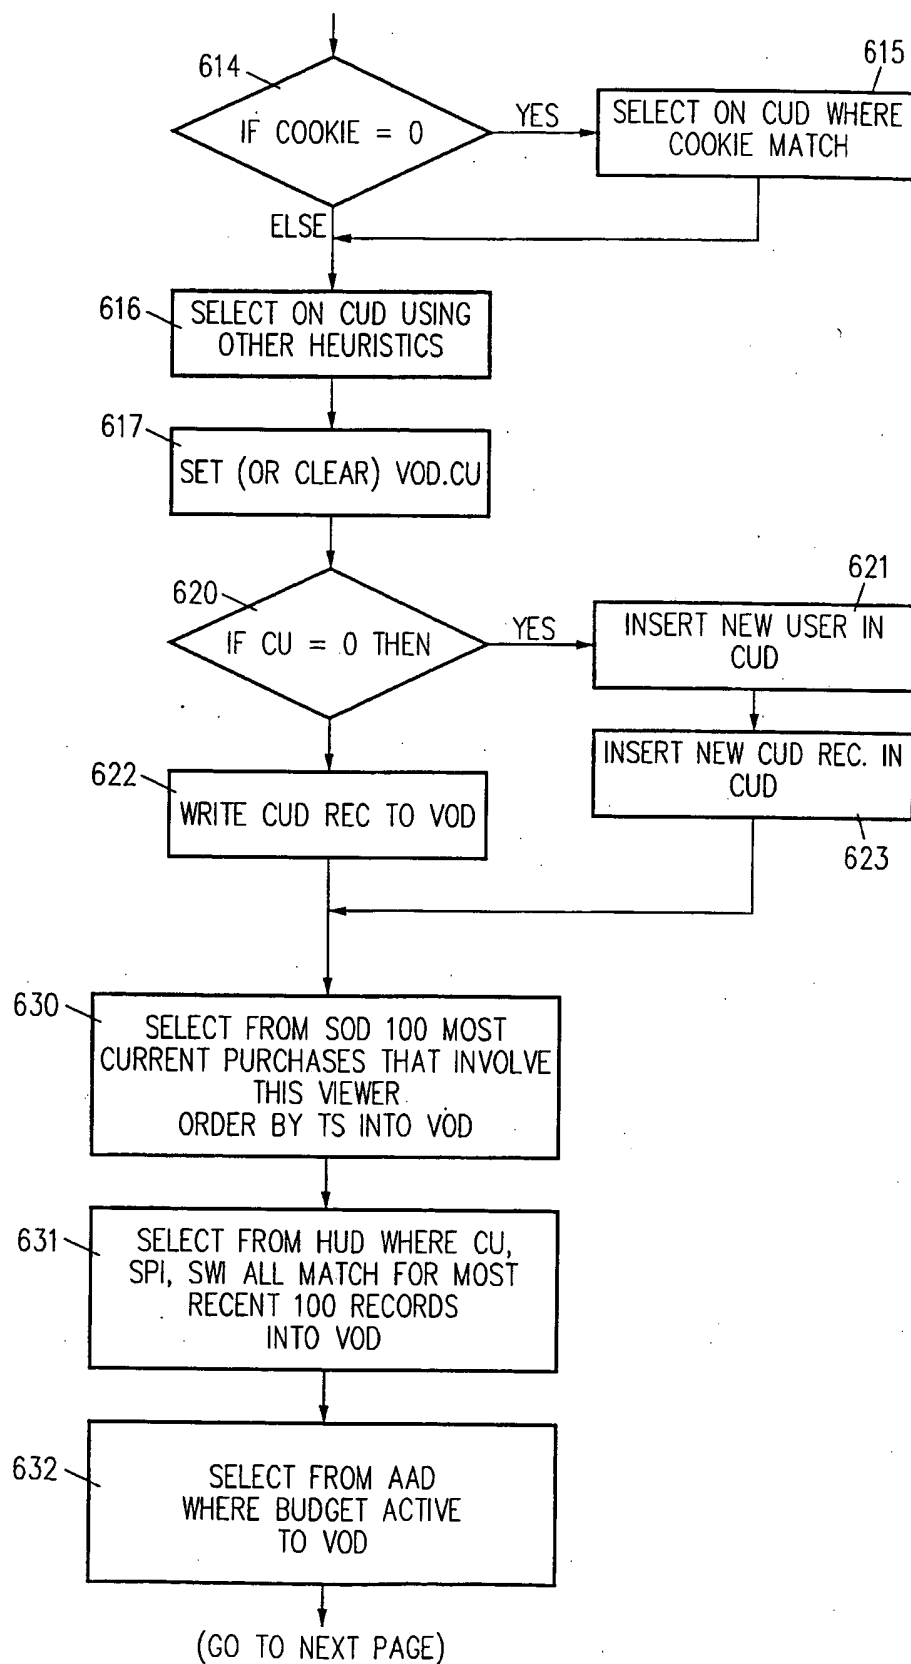 614
IF COOKIE = 0
YES
615
SELECT ON CUD WHERE
COOKIE MATCH
ELSE
616
SELECT ON CUD USING
OTHER HEURISTICS
617
SET (OR CLEAR) VOD.CU
620
IF CU = 0 THEN
YES
621
INSERT NEW USER IN
CUD
622
WRITE CUD REC TO VOD
INSERT NEW CUD REC. IN
CUD
623
630
SELECT FROM SOD 100 MOST
CURRENT PURCHASES THAT INVOLVE
THIS VIEWER
ORDER BY TS INTO VOD
631
SELECT FROM HUD WHERE CU,
SPI, SWI ALL MATCH FOR MOST
RECENT 100 RECORDS
INTO VOD
632
SELECT FROM AAD
WHERE BUDGET ACTIVE
TO VOD
(GO TO NEXT PAGE)